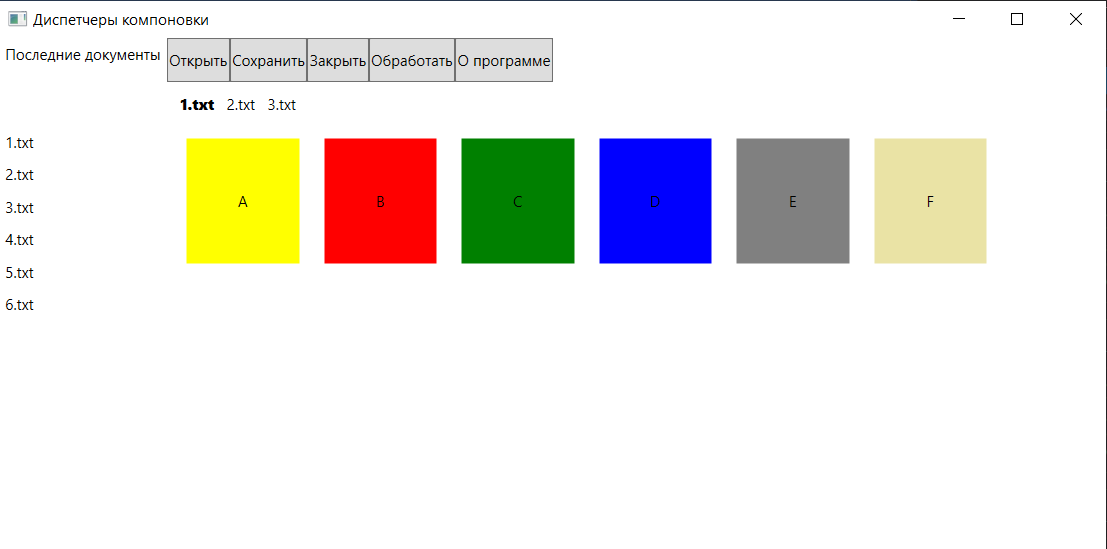 Диспетчеры компоновки
Последние документы
Открыть Сохранить Закрыть Обработать О программе
1.txt 2.txt 3.txt
1.txt
2.txt
3.txt
4.txt
5.txt
6.txt
A B C D E F